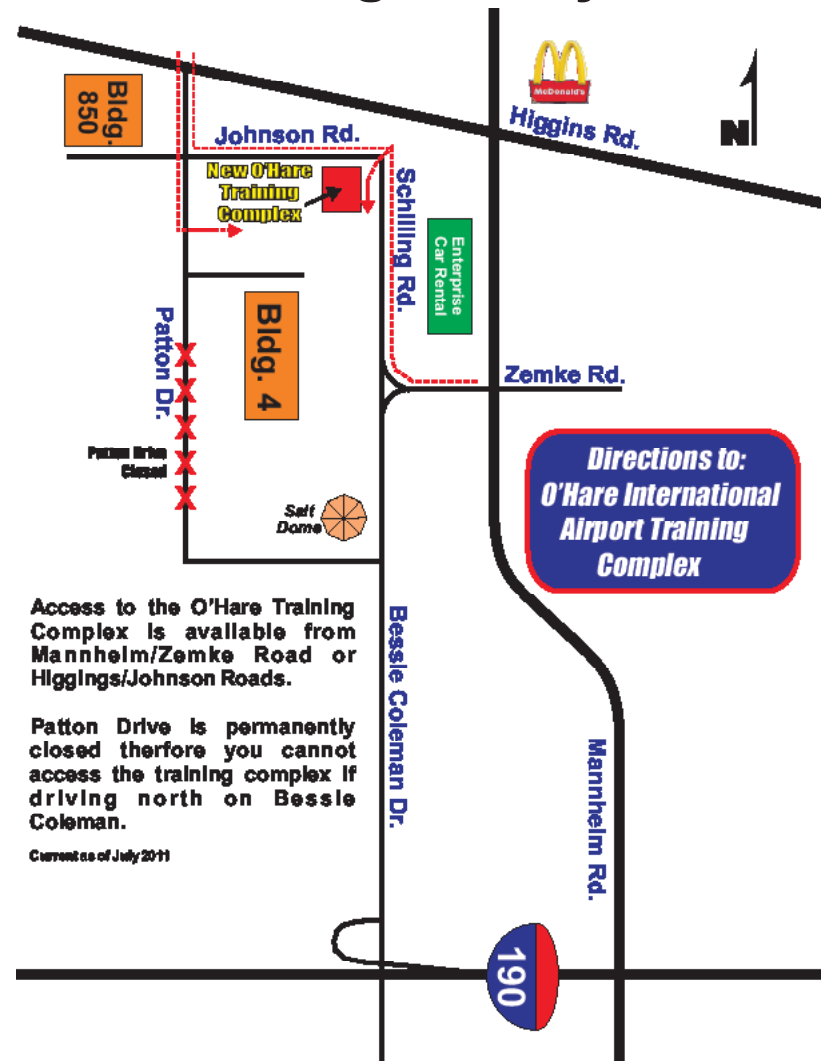 McDonald's
Higgins Rd.
N
Bldg.
850
Johnson Rd.
New O'Hare
Training
Complex
Schilling Rd.
Enterprise
Car Rental
Patton Dr.
Bldg. 4
Zemke Rd.
Patton Drive
Closed
Salt
Dome
Directions to:
O'Hare International
Airport Training
Complex
Access to the O'Hare Training
Complex is available from
Mannheim/Zemke Road or
Higgings/Johnson Roads.
Patton Drive is permanently
closed therfore you cannot
access the training complex if
driving north on Bessie
Coleman.
Current as of July 2011
Bessie Coleman Dr.
Mannheim Rd.
190